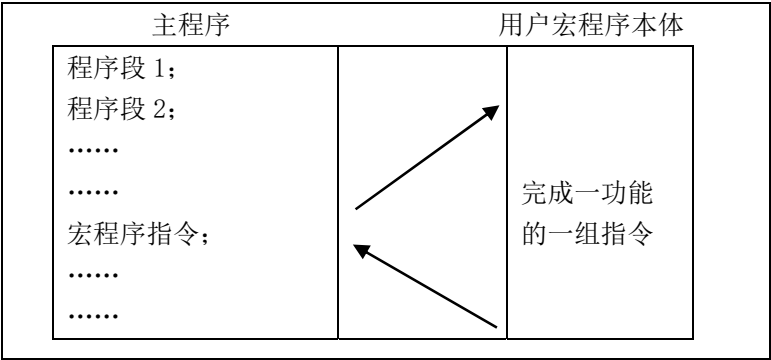 主程序 用户宏程序本体
程序段 1;
程序段 2;
……
……
宏程序指令;
……
……
完成一功能
的一组指令